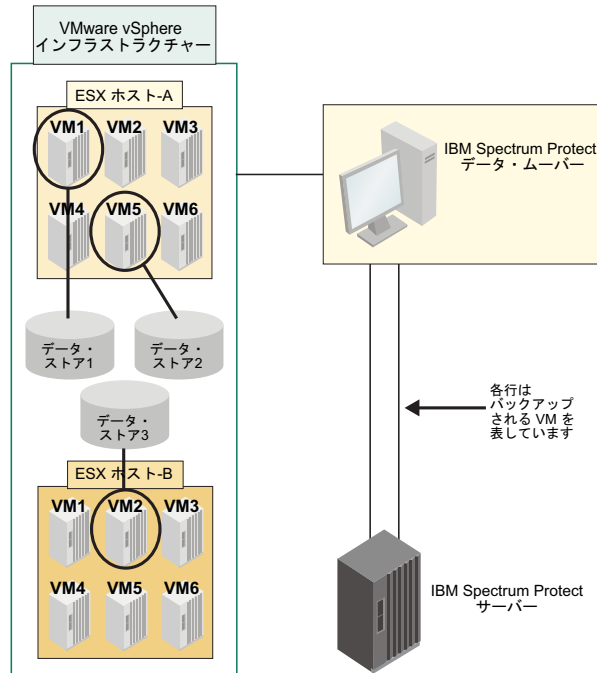 VMware vSphere
インフラストラクチャー
ESX ホスト-A
VM1 VM2 VM3
VM4 VM5 VM6
データ・
ストア1
データ・
ストア2
データ・
ストア3
ESX ホスト-B
VM1 VM2 VM3
VM4 VM5 VM6
IBM Spectrum Protect
データ・ムーバー
各行は
バックアップ
される VM を
表しています
IBM Spectrum Protect
サーバー